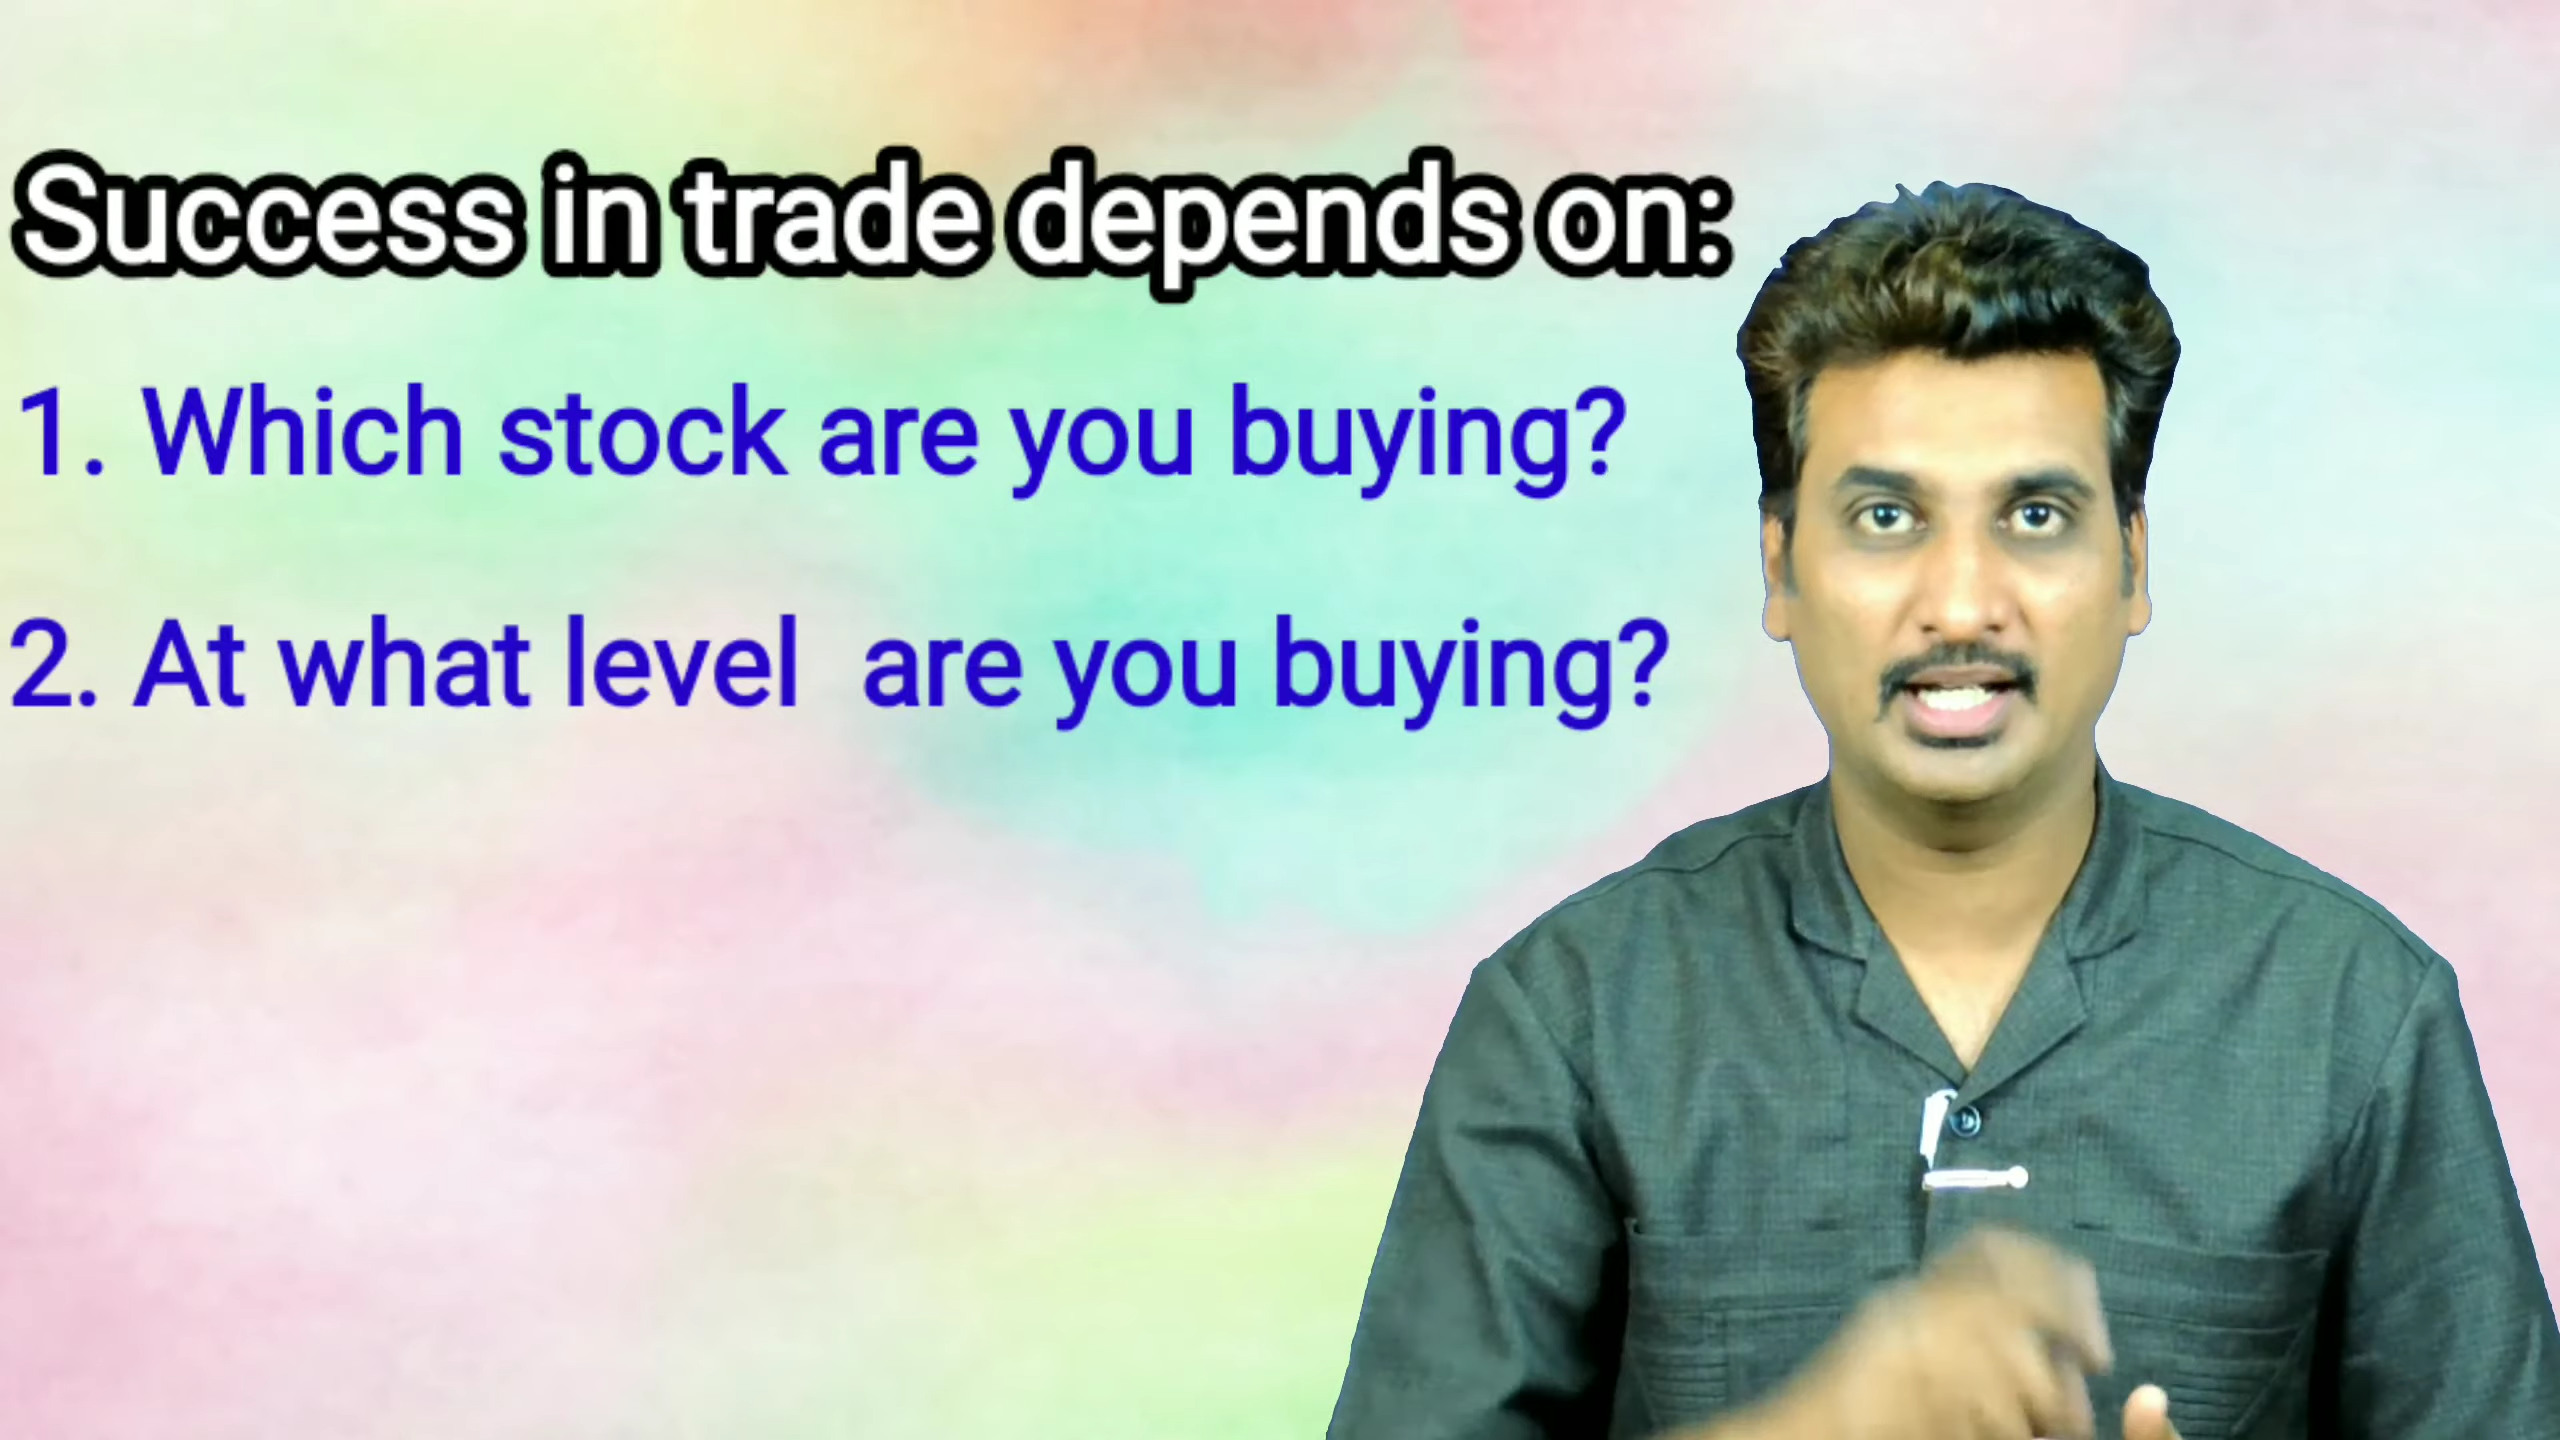 Success in trade depends on:
1. Which stock are you buying?
2. At what level are you buying?